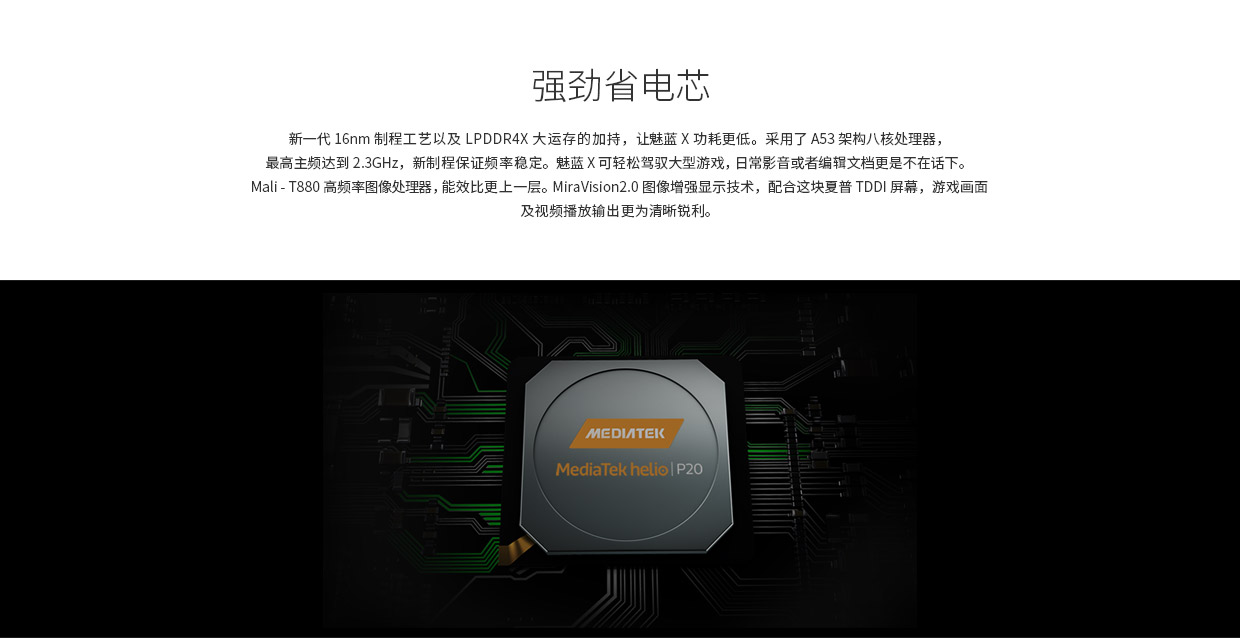 强劲省电芯
新一代 16nm 制程工艺以及 LPDDR4X 大运存的加持，让魅蓝 X 功耗更低。采用了 A53 架构八核处理器，
最高主频达到 2.3GHz，新制程保证频率稳定。魅蓝 X 可轻松驾驭大型游戏，日常影音或者编辑文档更是不在话下。
Mali - T880 高频率图像处理器，能效比更上一层。MiraVision2.0 图像增强显示技术，配合这块夏普 TDDI 屏幕，游戏画面
及视频播放输出更为清晰锐利。
MEDIATEK
MediaTek helio | P20